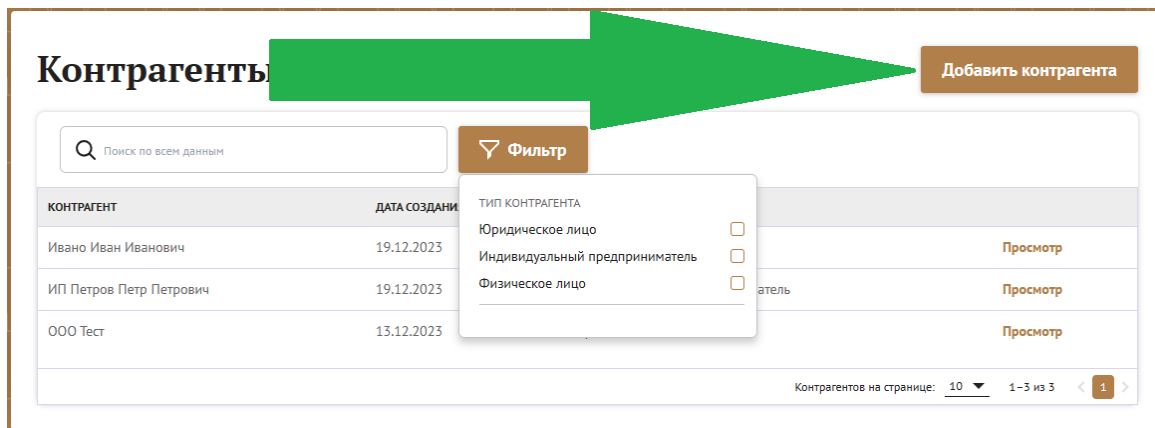 Контрагенты
Добавить контрагента
Поиск по всем данным
Фильтр
КОНТРАГЕНТ
ДАТА СОЗДАНИ
ТИП КОНТРАГЕНТА
Юридическое лицо
Индивидуальный предприниматель
Физическое лицо
Ивано Иван Иванович
19.12.2023
Просмотр
ИП Петров Петр Петрович
19.12.2023
атель
Просмотр
ООО Тест
13.12.2023
Просмотр
Контрагентов на странице: 10
1–3 из 3
< 1 >